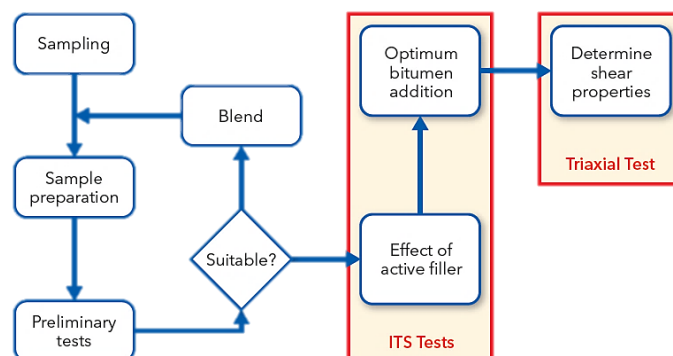 Sampling
Blend
Sample
preparation
Suitable?
Preliminary
tests
Optimum
bitumen
addition
Effect of
active filler
ITS Tests
Determine
shear
properties
Triaxial Test